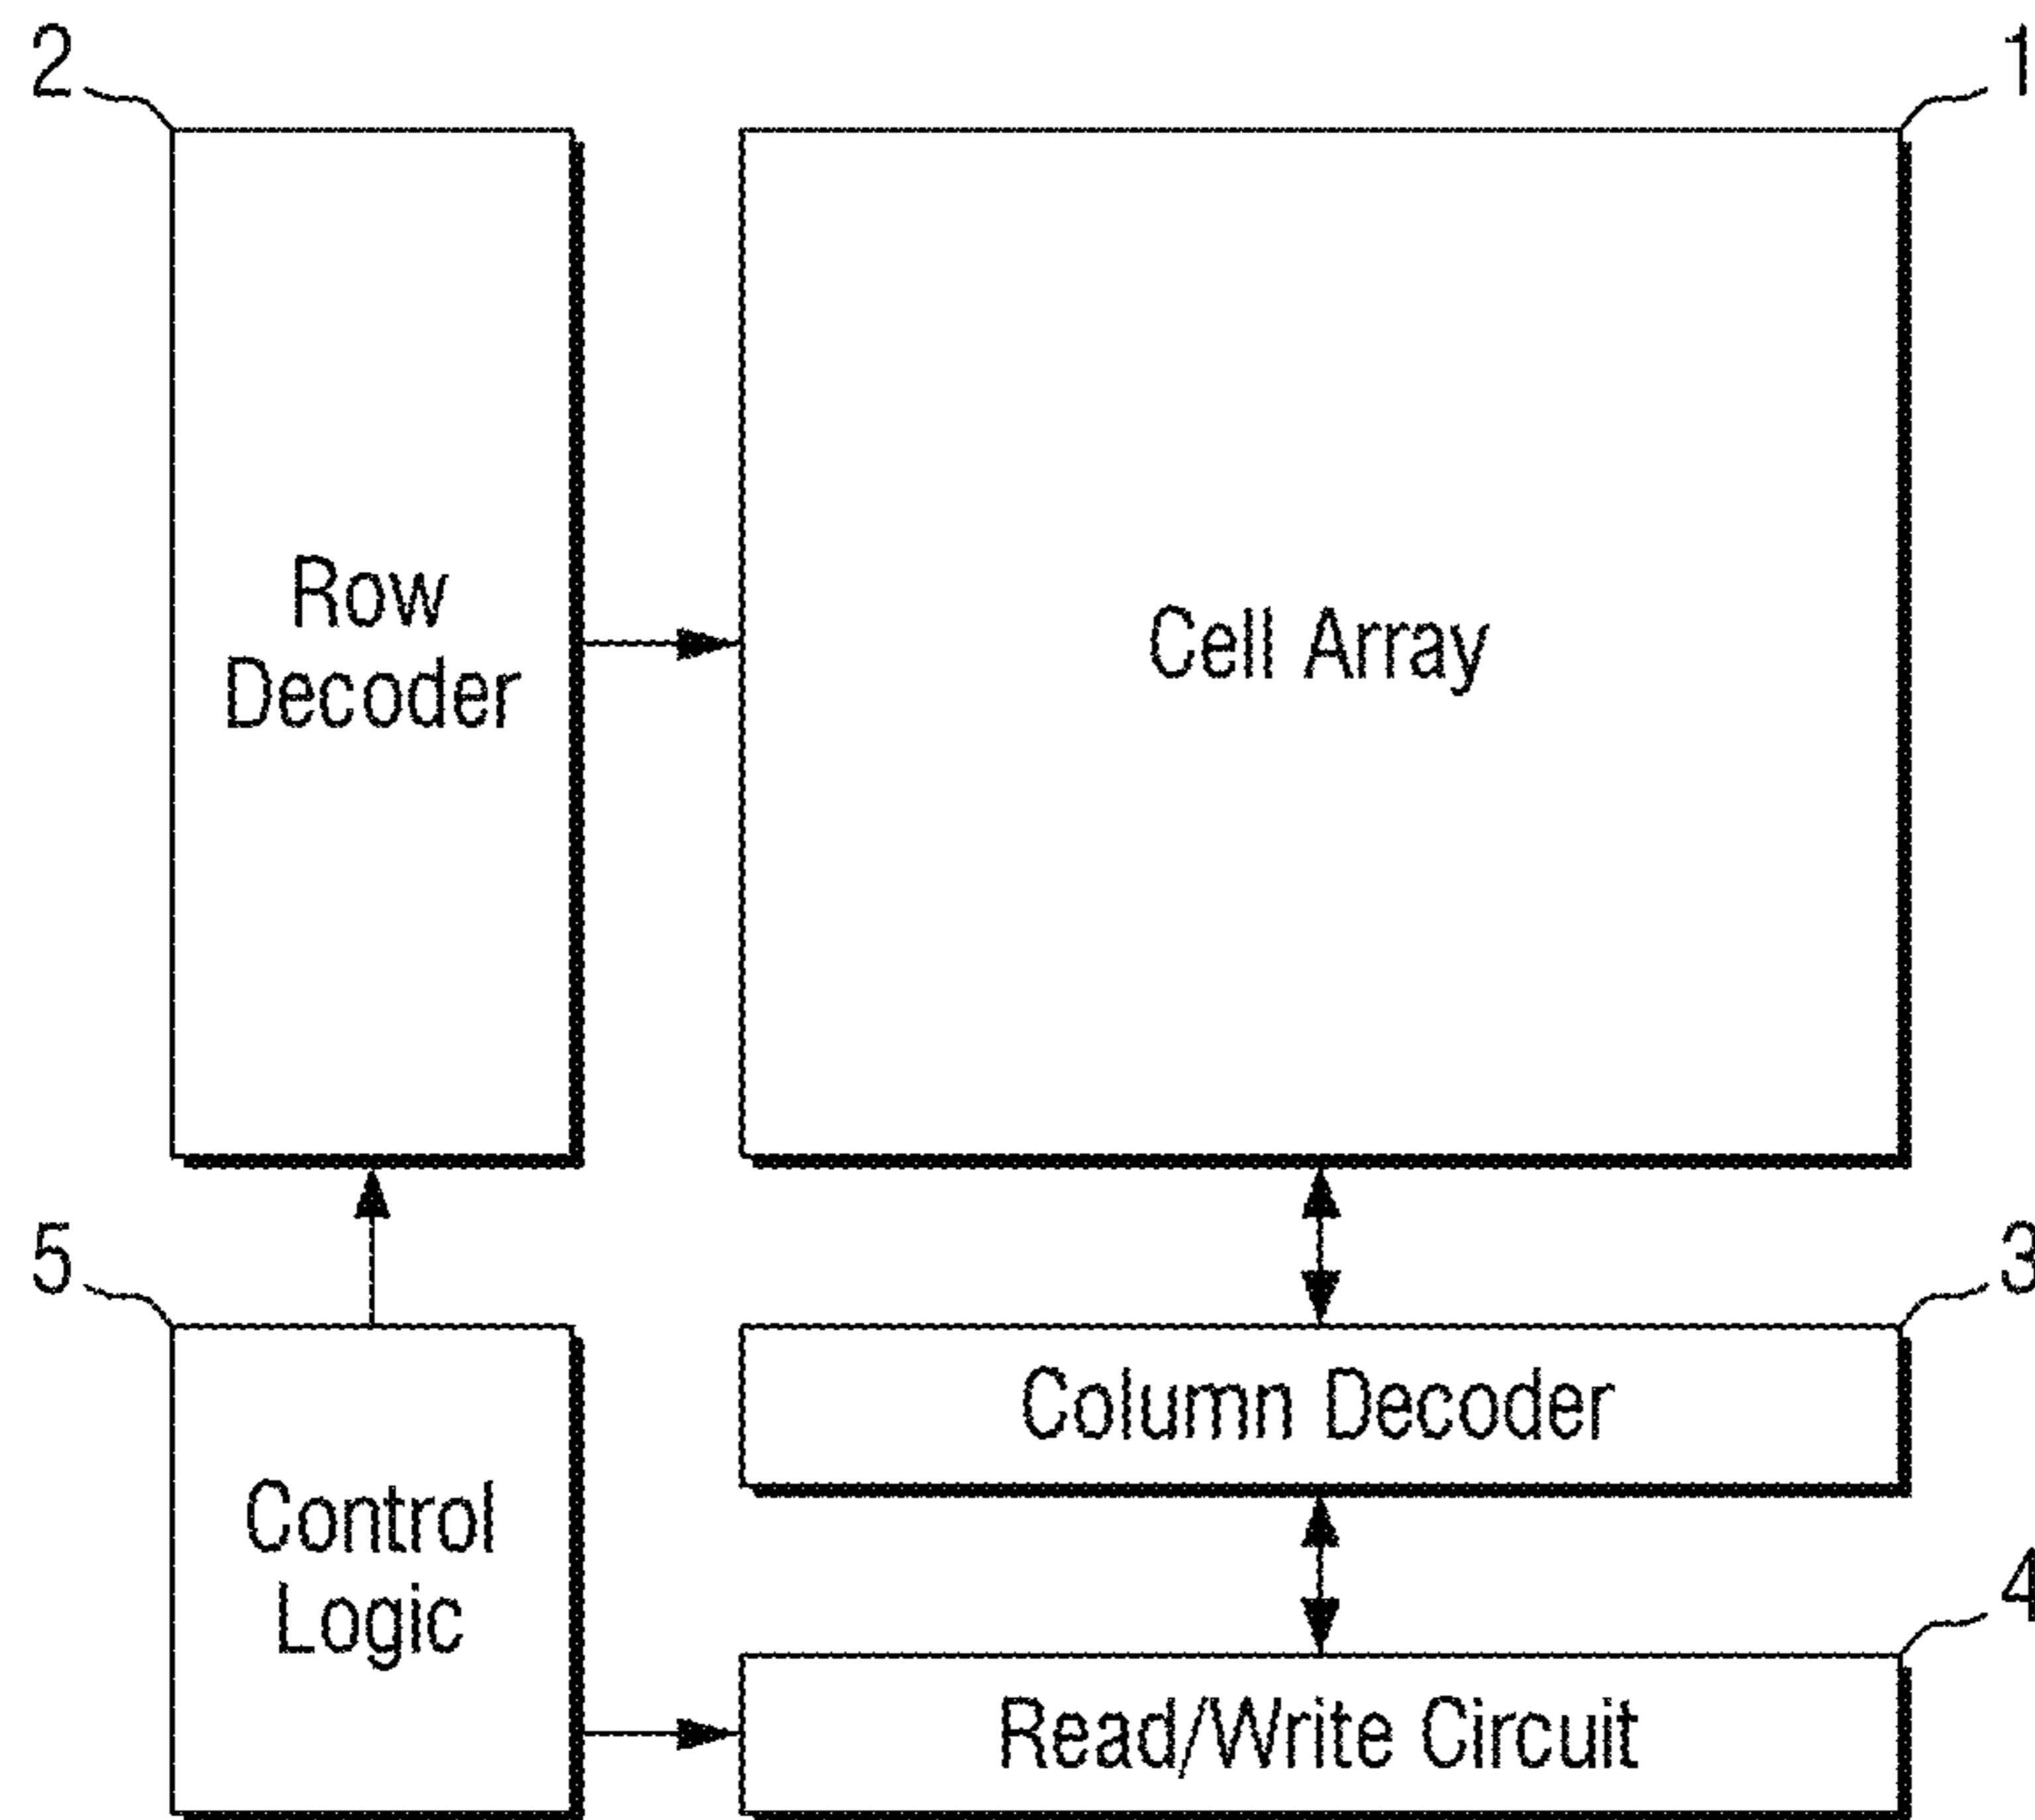 2
1
Row
Decoder
Cell Array
5
3
Column Decoder
Control
Logic
4
Read/Write Circuit